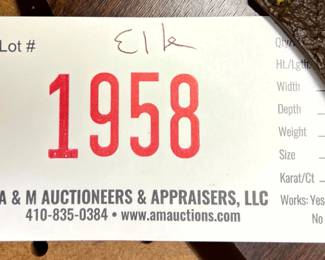 Lot #
Elk
1958
A & M AUCTIONEERS & APPRAISERS, LLC
410-835-0384 • www.amauctions.com
Ht./Lgth.
Width
Depth
Weight
Size
Karat/Ct
Works: Yes
No